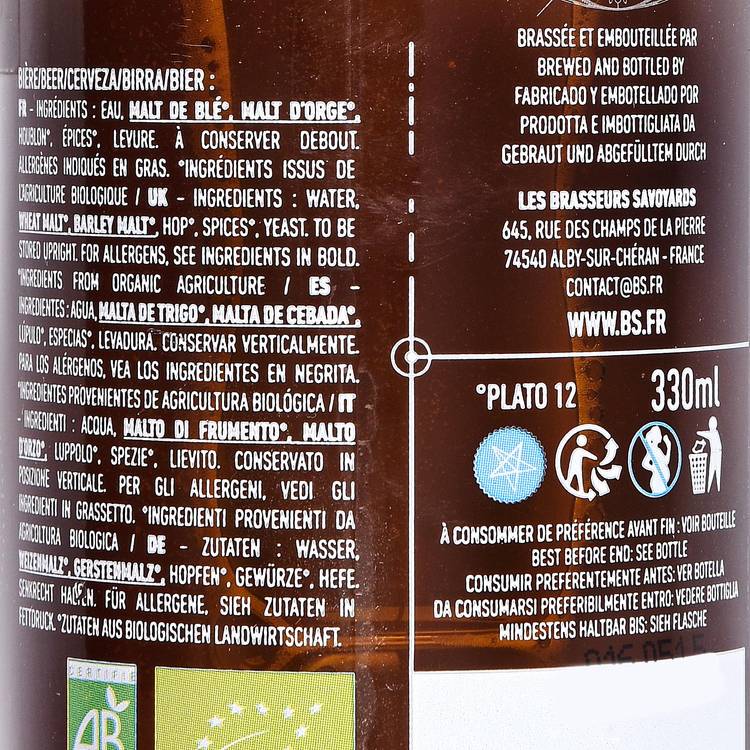 BIÈRE/BEER/CERVEZA/BIRRA/BIER :
FR - INGRÉDIENTS : EAU, MALT DE BLÉ°, MALT D'ORGE°,
HOUBLON°, ÉPICES°, LEVURE. À CONSERVER DEBOUT.
ALLERGÈNES INDIQUÉS EN GRAS. °INGRÉDIENTS ISSUS DE
L'AGRICULTURE BIOLOGIQUE / UK - INGREDIENTS : WATER,
WHEAT MALT°, BARLEY MALT°, HOP°, SPICES°, YEAST. TO BE
STORED UPRIGHT. FOR ALLERGENS, SEE INGREDIENTS IN BOLD.
°INGREDIENTS FROM ORGANIC AGRICULTURE / ES -
INGREDIENTES : AGUA, MALTA DE TRIGO°, MALTA DE CEBADA°,
LÚPULO°, ESPECIAS°, LEVADURA. CONSERVAR VERTICALMENTE.
PARA LOS ALÉRGENOS, VEA LOS INGREDIENTES EN NEGRITA.
°INGREDIENTES PROVENIENTES DE AGRICULTURA BIOLÓGICA / IT
- INGREDIENTI : ACQUA, MALTO DI FRUMENTO°, MALTO
D'ORZO°, LUPPOLO°, SPEZIE°, LIEVITO. CONSERVATO IN
POSIZIONE VERTICALE. PER GLI ALLERGENI, VEDI GLI
INGREDIENTI IN GRASSETTO. °INGREDIENTI PROVENIENTI DA
AGRICOLTURA BIOLOGICA / DE - ZUTATEN : WASSER,
WEIZENMALZ°, GERSTENMALZ°, HOPFEN°, GEWÜRZE°, HEFE.
SENKRECHT HALTEN. FÜR ALLERGENE, SIEH ZUTATEN IN
FETTDRUCK. °ZUTATEN AUS BIOLOGISCHEN LANDWIRTSCHAFT.
CERTIFIÉ
AB
BRASSÉE ET EMBOUTEILLÉE PAR
BREWED AND BOTTLED BY
FABRICADO Y EMBOTELLADO POR
PRODOTTA E IMBOTTIGLIATA DA
GEBRAUT UND ABGEFÜLLTEM DURCH
LES BRASSEURS SAVOYARDS
645, RUE DES CHAMPS DE LA PIERRE
74540 ALBY-SUR-CHÉRAN - FRANCE
CONTACT@BS.FR
WWW.BS.FR
°PLATO 12 330ml
À CONSOMMER DE PRÉFÉRENCE AVANT FIN : VOIR BOUTEILLE
BEST BEFORE END: SEE BOTTLE
CONSUMIR PREFERENTEMENTE ANTES: VER BOTELLA
DA CONSUMARSI PREFERIBILMENTE ENTRO: VEDERE BOTTIGLIA
MINDESTENS HALTBAR BIS: SIEH FLASCHE